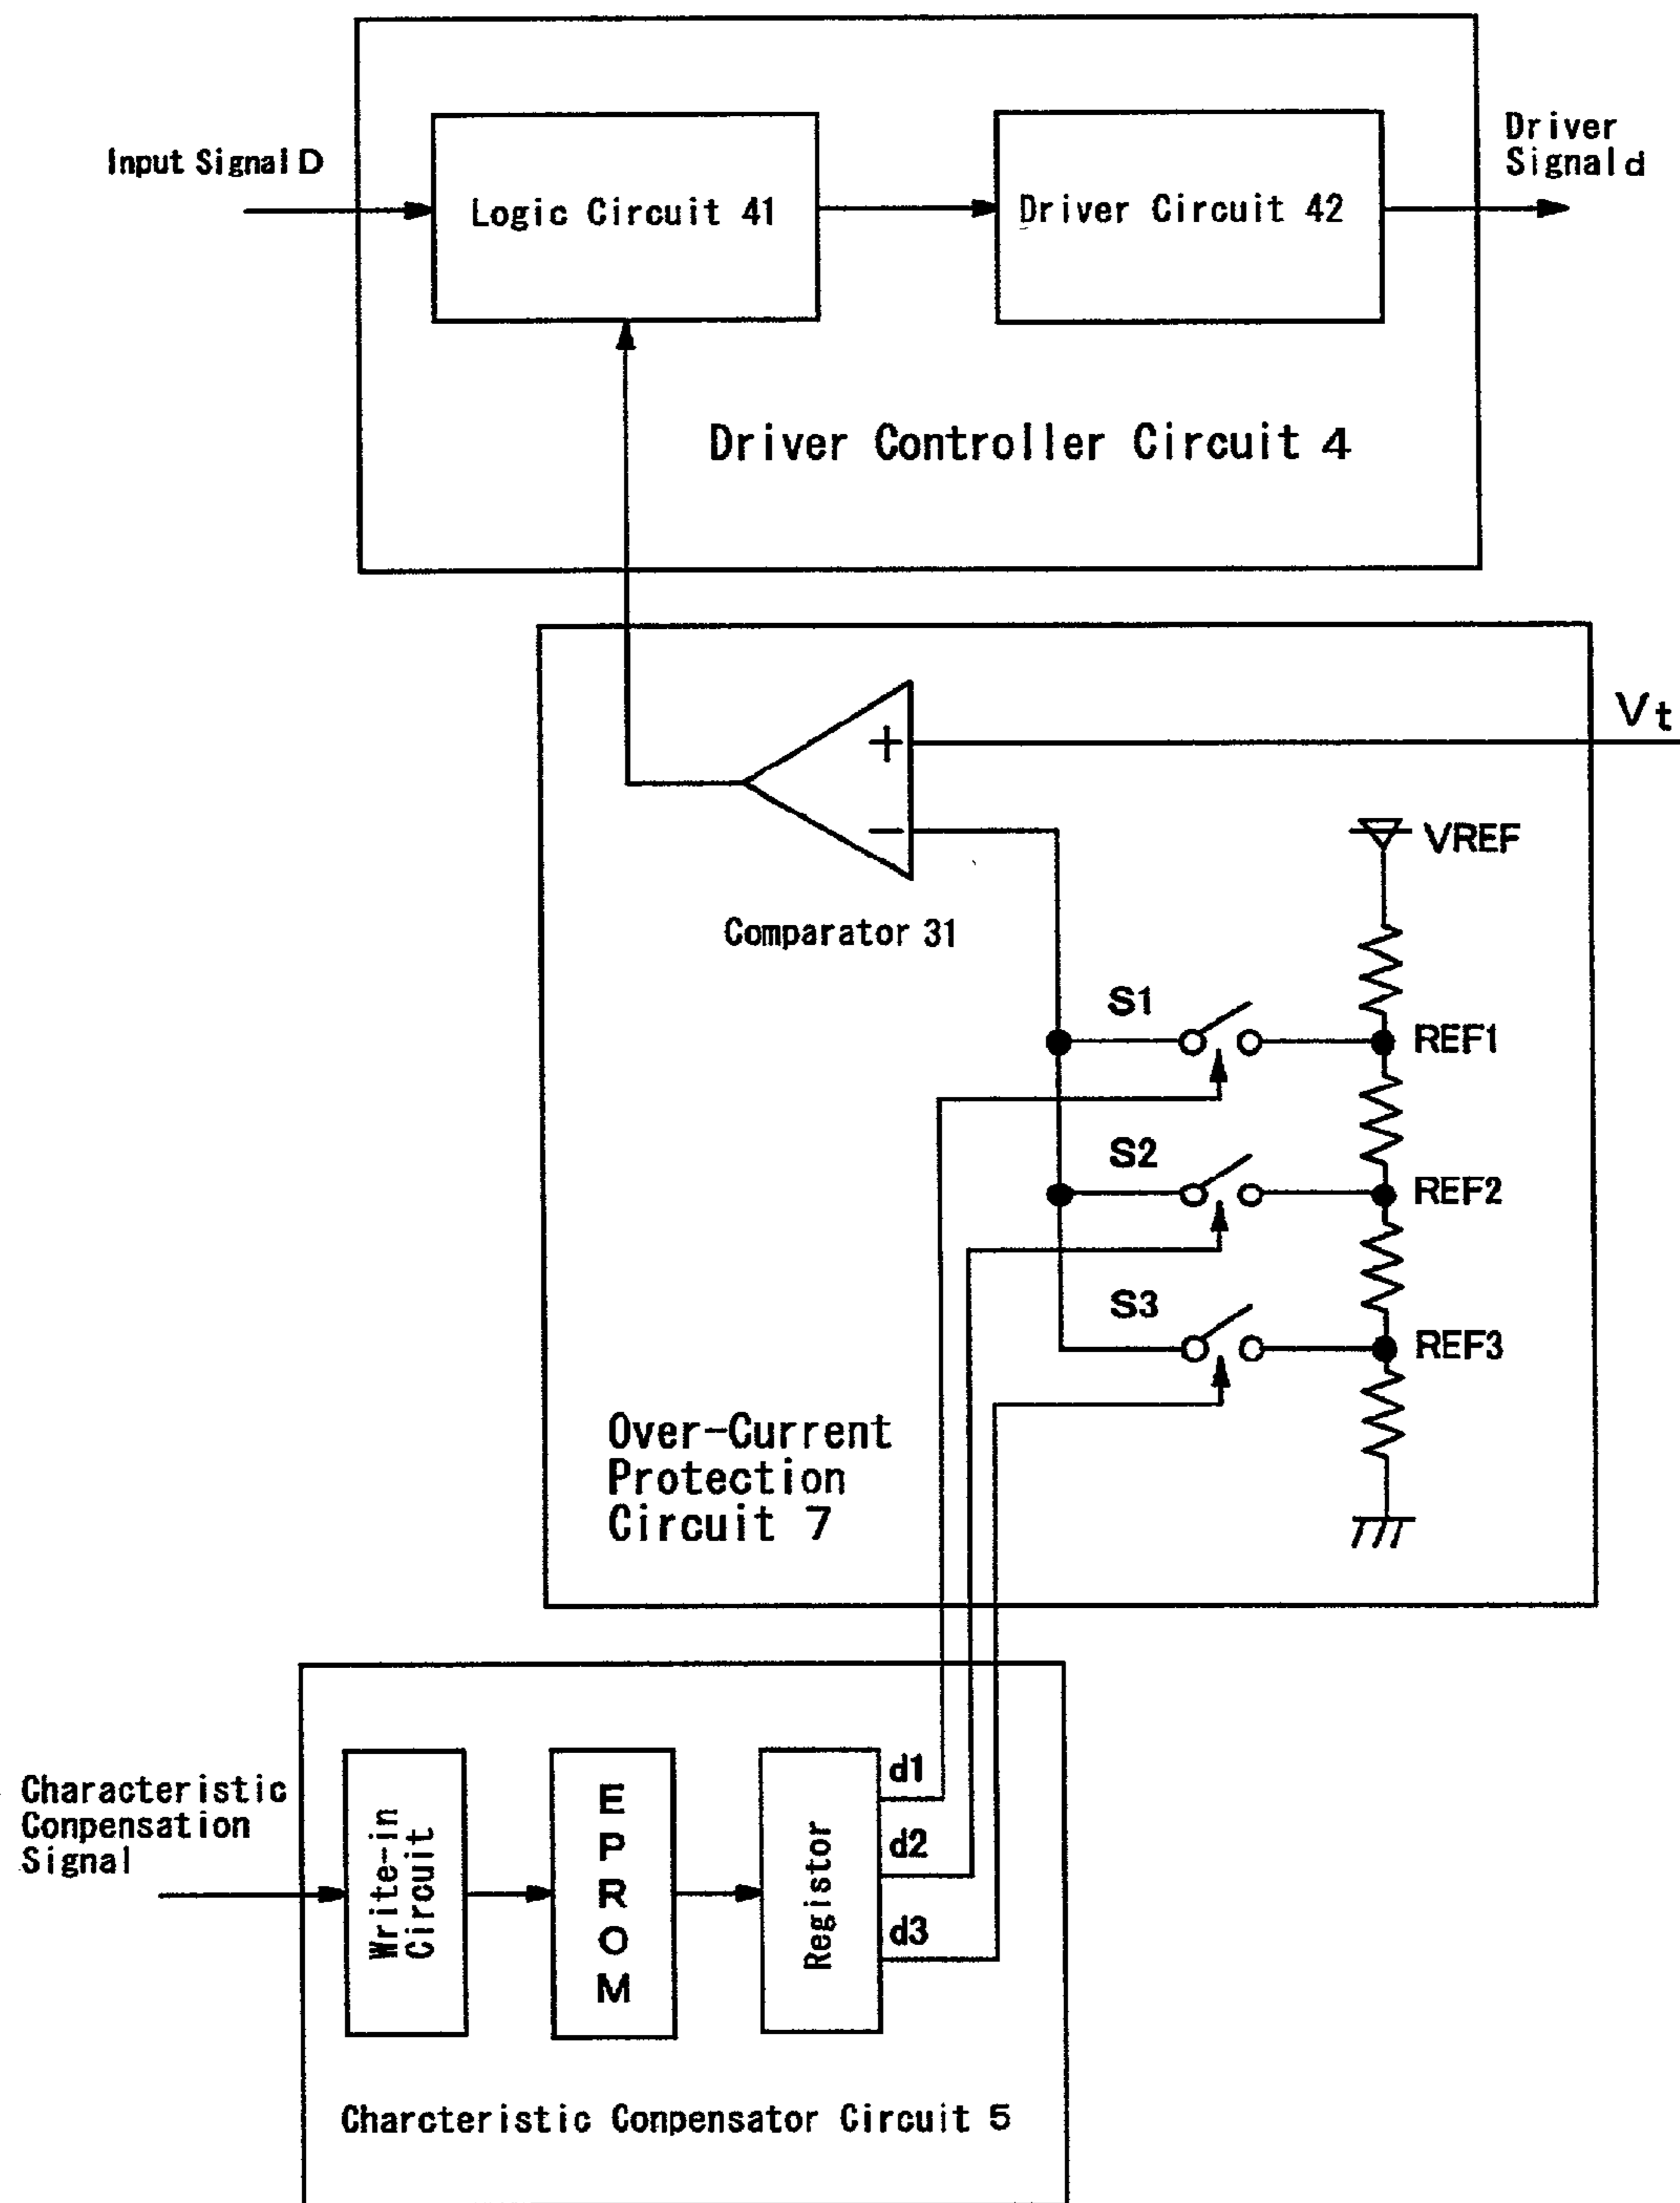 Input Signal D
Logic Circuit 41
Driver Circuit 42
Driver
Signal d
Driver Controller Circuit 4
Vt
+
−
VREF
Comparator 31
S1
REF1
S2
REF2
S3
REF3
Over-Current
Protection
Circuit 7
Characteristic
Conpensation
Signal
Write-in
Circuit
EPROM
Registor
d1
d2
d3
Charcteristic Conpensator Circuit 5